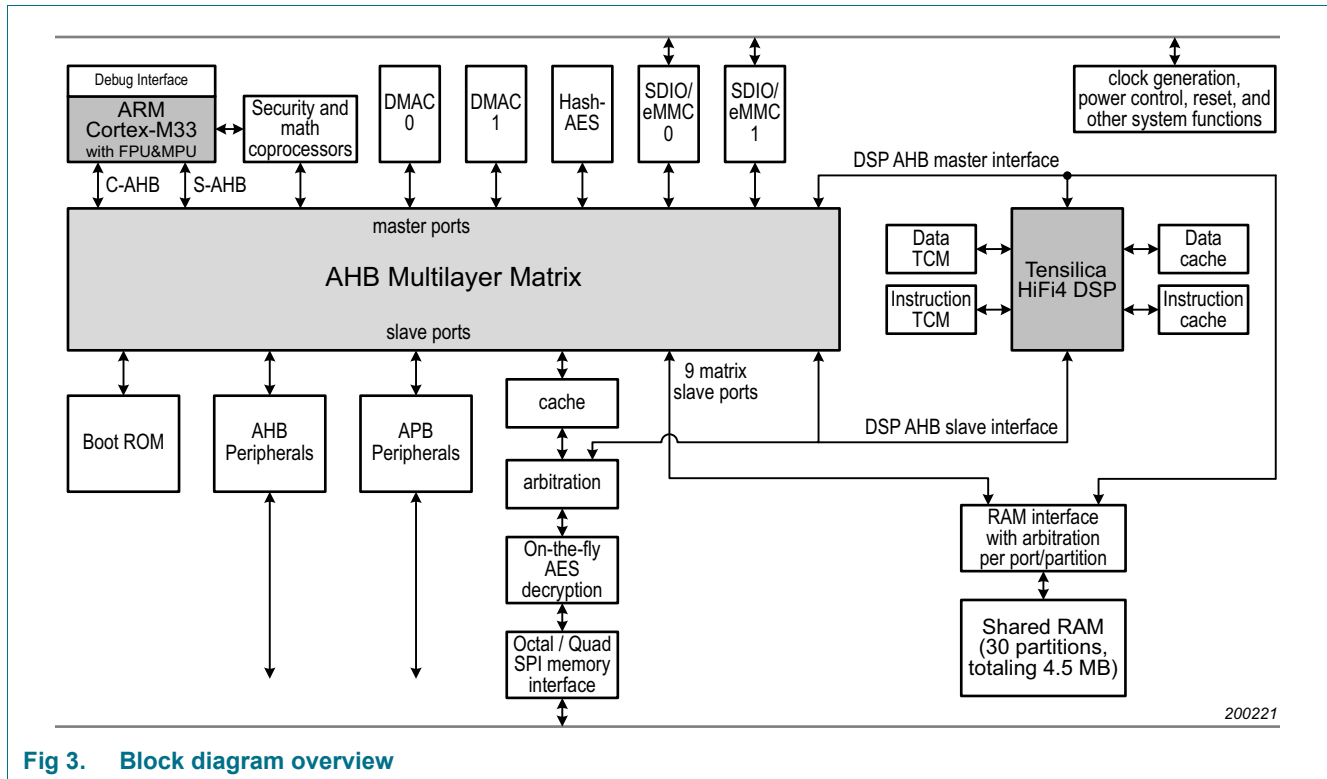 Debug Interface
ARM
Cortex-M33
with FPU&MPU
Security and
math
coprocessors
DMAC
0
DMAC
1
Hash-
AES
SDIO/
eMMC
0
SDIO/
eMMC
1
clock generation,
power control, reset, and
other system functions
C-AHB
S-AHB
DSP AHB master interface
master ports
AHB Multilayer Matrix
slave ports
Data
TCM
Instruction
TCM
Tensilica
HiFi4 DSP
Data
cache
Instruction
cache
Boot ROM
AHB
Peripherals
APB
Peripherals
cache
9 matrix
slave ports
DSP AHB slave interface
arbitration
On-the-fly
AES
decryption
Octal / Quad
SPI memory
interface
RAM interface
with arbitration
per port/partition
Shared RAM
(30 partitions,
totaling 4.5 MB)
200221
Fig 3. Block diagram overview